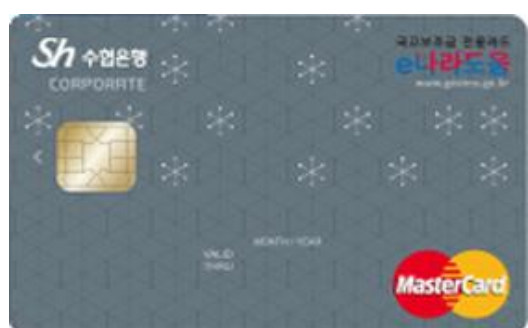 Sh 수협은행
CORPORATE
국고보조금 전용카드
e나라도움
www.gosims.go.kr
MONTH / YEAR
VALID
THRU
MasterCard